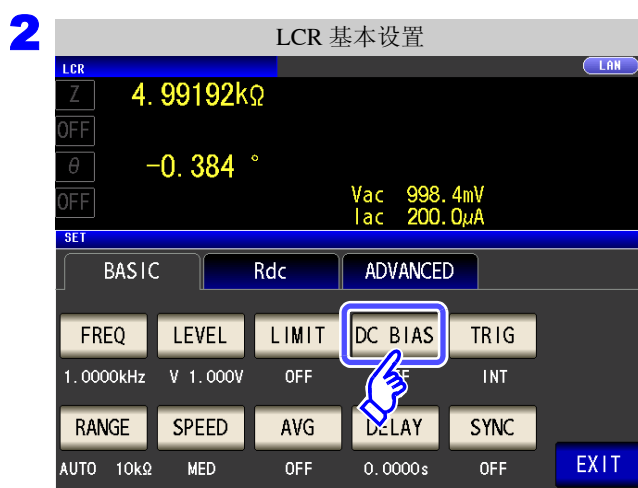 2
LCR 基本设置
LCR
LAN
Z 4.99192kΩ
OFF
θ -0.384 °
OFF
Vac 998.4mV
Iac 200.0μA
SET
BASIC Rdc ADVANCED
FREQ LEVEL LIMIT DC BIAS TRIG
1.0000kHz V 1.000V OFF INT
RANGE SPEED AVG DELAY SYNC
AUTO 10kΩ MED OFF 0.0000s OFF
EXIT